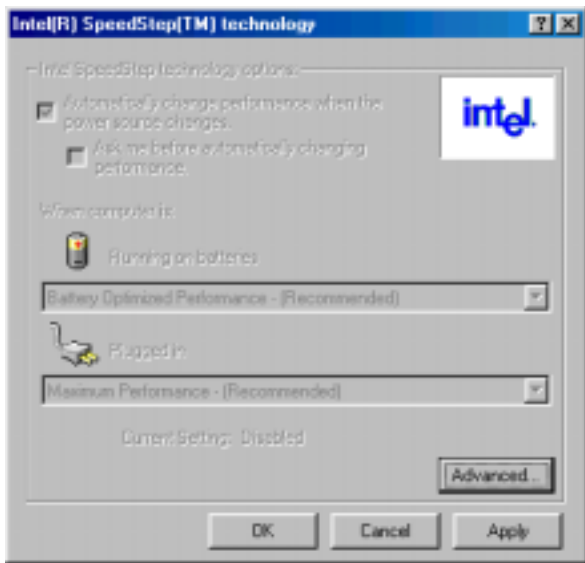 Intel(R) SpeedStep(TM) technology
Intel SpeedStep technology options:
Automatically change performance when the
power source changes.
intel.
Ask me before automatically changing
performance.
When computer is:
Running on batteries
Battery Optimized Performance - (Recommended)
Plugged in
Maximum Performance - (Recommended)
Current Setting: Disabled
Advanced...
OK
Cancel
Apply